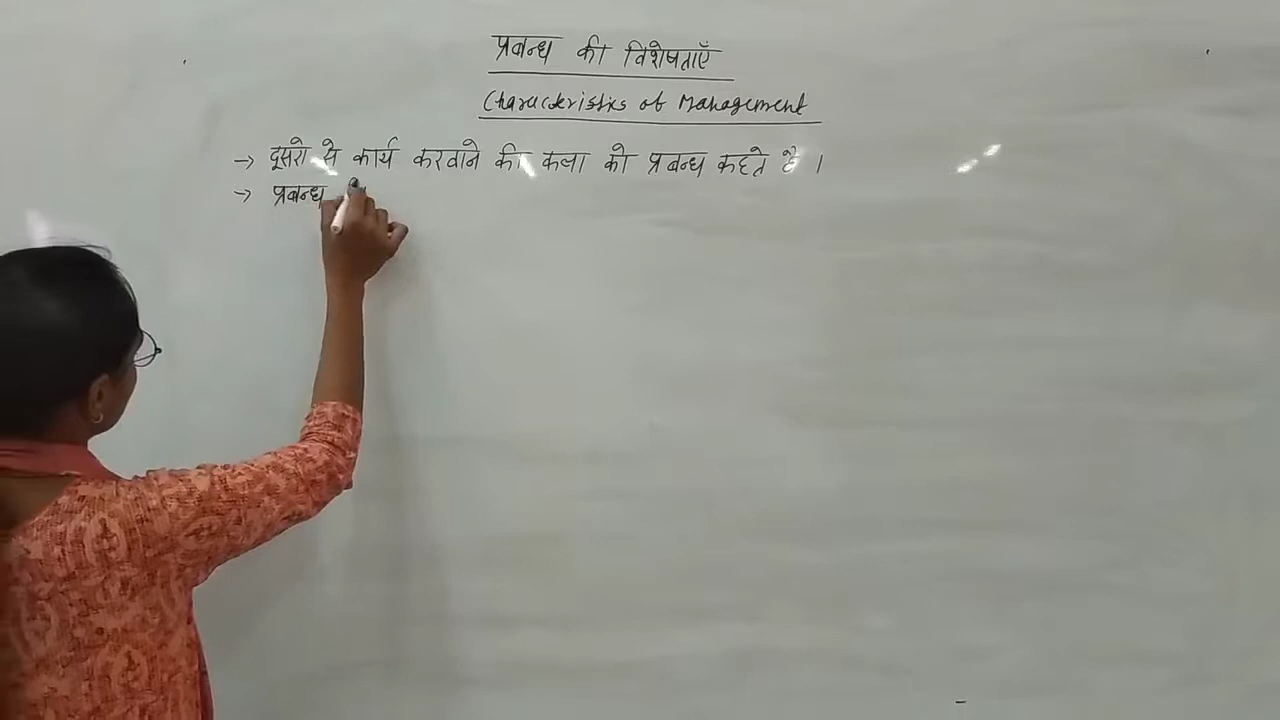 प्रबन्ध की विशेषताएँ
Characteristics of Management
→ दूसरो से कार्य करवाने की कला को प्रबन्ध कहते है ।
→ प्रबन्ध